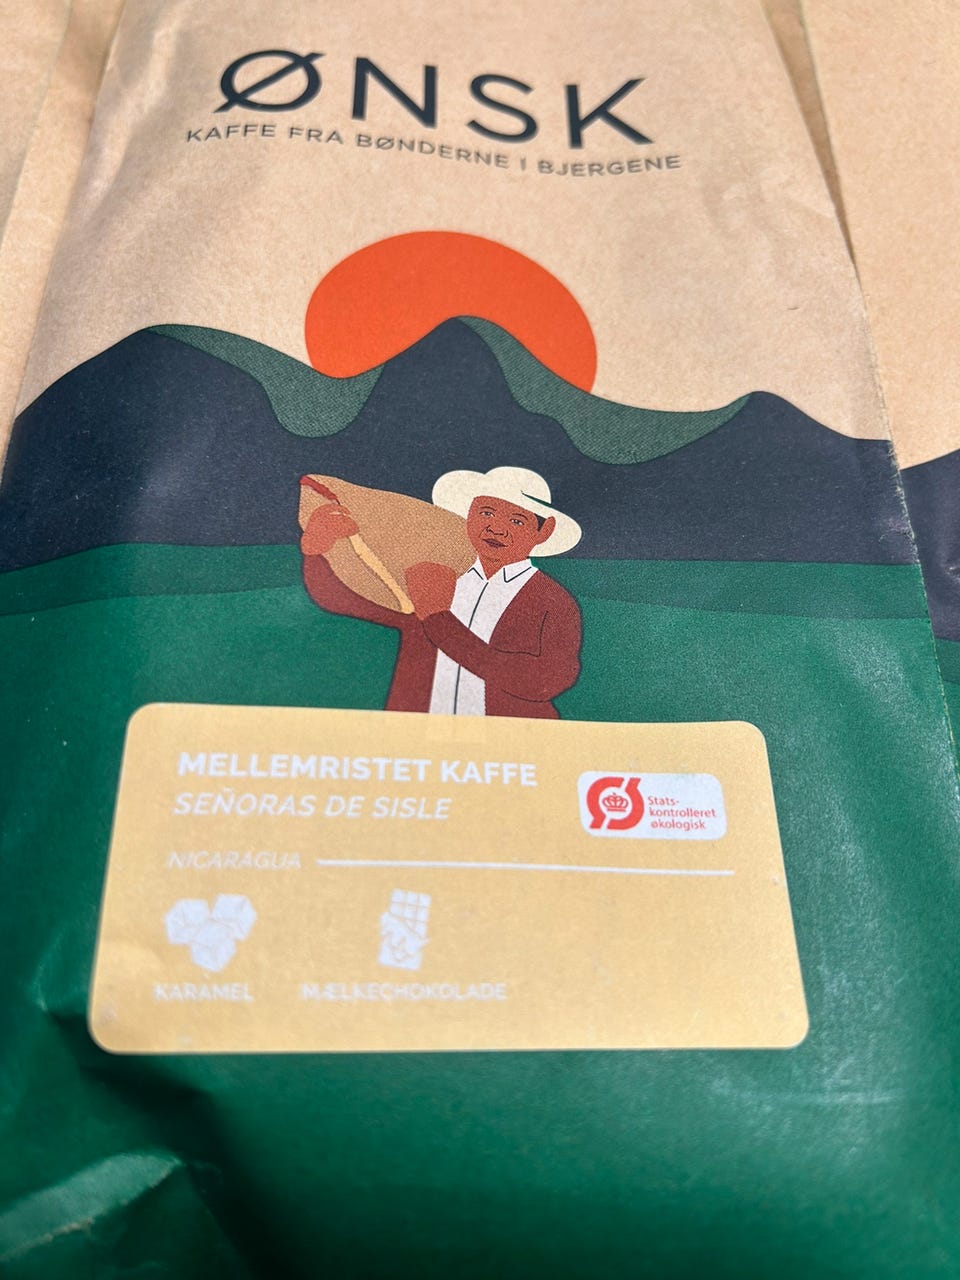 ØNSK
KAFFE FRA BØNDERNE I BJERGENE
MELLEMRISTET KAFFE
SEÑORAS DE SISLE
Stats-
kontrolleret
økologisk
NICARAGUA
KARAMEL
MÆLKECHOKOLADE